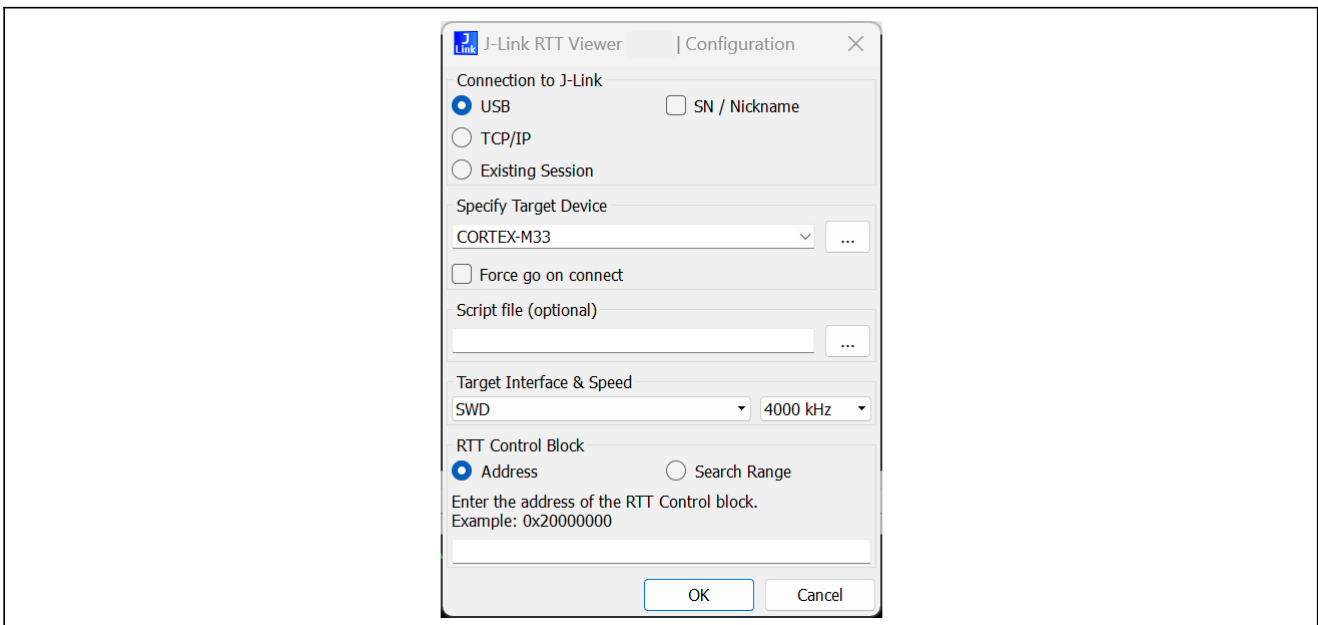 J Link J-Link RTT Viewer | Configuration
Connection to J-Link
USB SN / Nickname
TCP/IP
Existing Session
Specify Target Device
CORTEX-M33 ...
Force go on connect
Script file (optional)
...
Target Interface & Speed
SWD 4000 kHz
RTT Control Block
Address Search Range
Enter the address of the RTT Control block.
Example: 0x20000000
OK Cancel